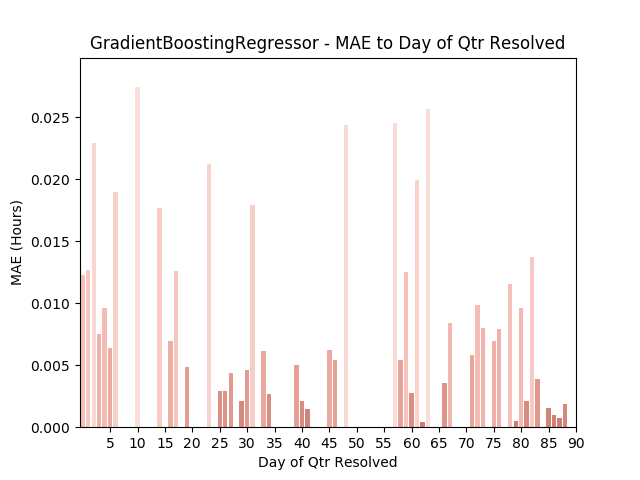 GradientBoostingRegressor - MAE to Day of Qtr Resolved
MAE (Hours)
0.025
0.020
0.015
0.010
0.005
0.000
5 10 15 20 25 30 35 40 45 50 55 60 65 70 75 80 85 90
Day of Qtr Resolved